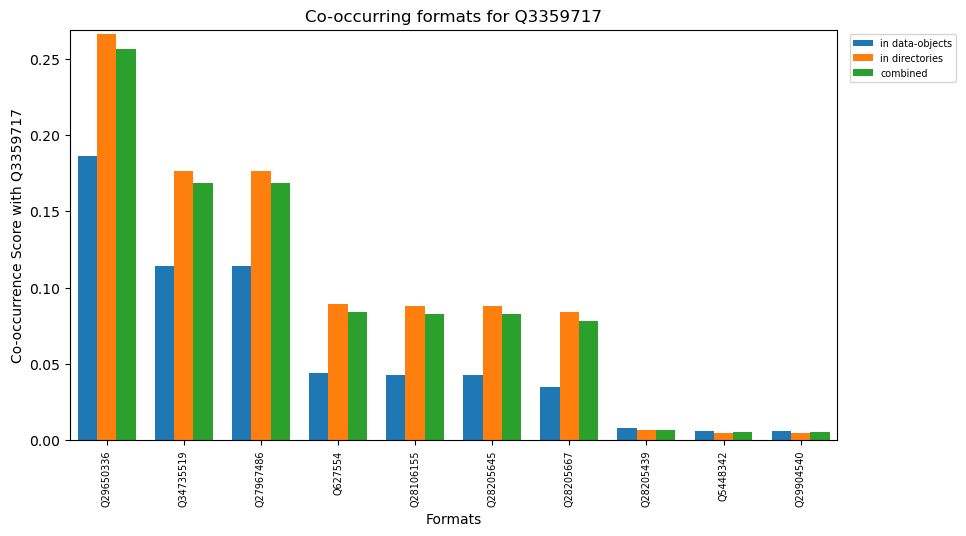 Co-occurring formats for Q3359717
in data-objects
in directories
combined
Co-occurrence Score with Q3359717
0.25
0.20
0.15
0.10
0.05
0.00
Q29650336
Q34735519
Q27967486
Q627554
Q28106155
Q28205645
Q28205667
Q28205439
Q5448342
Q29904540
Formats